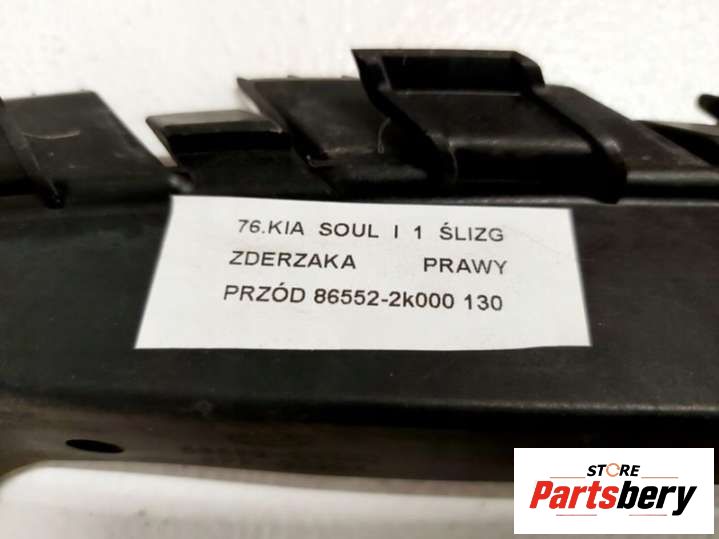 76.KIA SOUL I 1 ŚLIZG
ZDERZAKA PRAWY
PRZÓD 86552-2k000 130
STORE
Partsbery